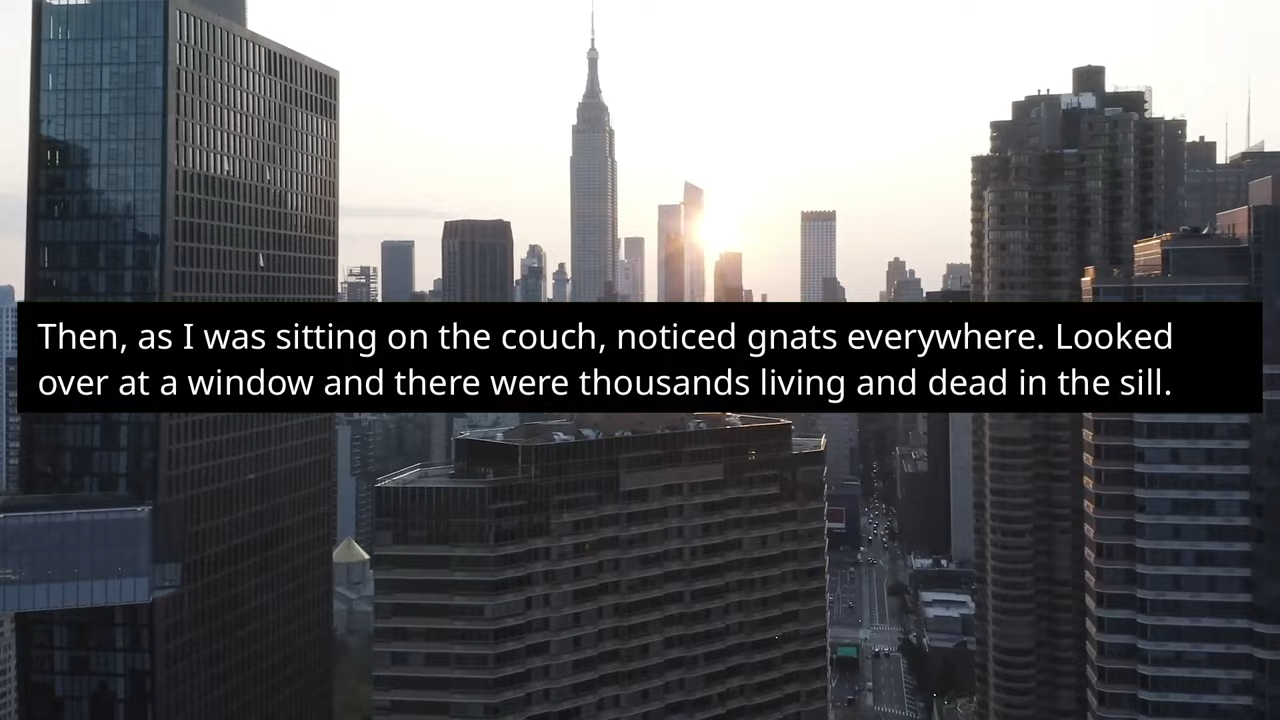 Then, as I was sitting on the couch, noticed gnats everywhere. Looked
over at a window and there were thousands living and dead in the sill.